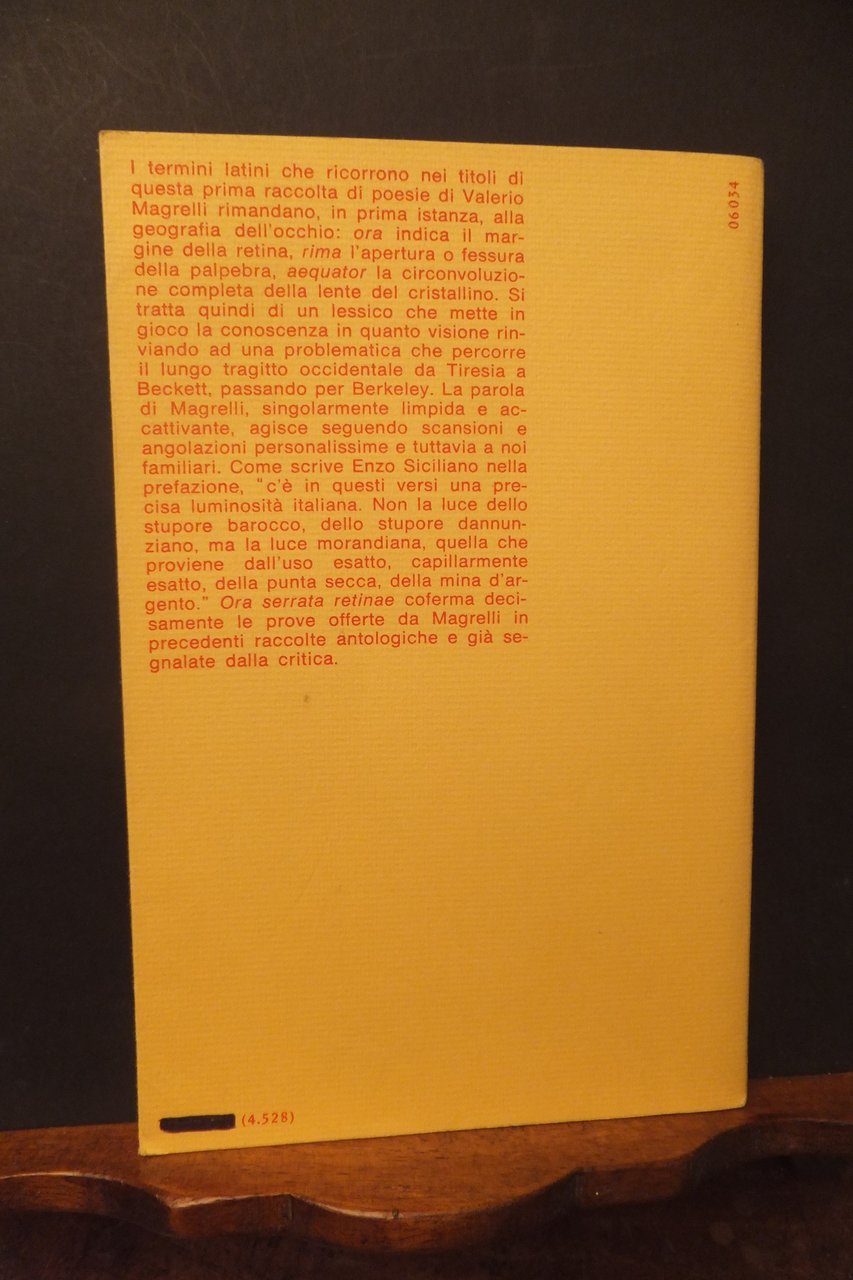 I termini latini che ricorrono nei titoli di
questa prima raccolta di poesie di Valerio
Magrelli rimandano, in prima istanza, alla
geografia dell'occhio: ora indica il mar-
gine della retina, rima l'apertura o fessura
della palpebra, aequator la circonvoluzio-
ne completa della lente del cristallino. Si
tratta quindi di un lessico che mette in
gioco la conoscenza in quanto visione rin-
viando ad una problematica che percorre
il lungo tragitto occidentale da Tiresia a
Beckett, passando per Berkeley. La parola
di Magrelli, singolarmente limpida e ac-
cattivante, agisce seguendo scansioni e
angolazioni personalissime e tuttavia a noi
familiari. Come scrive Enzo Siciliano nella
prefazione, "c'è in questi versi una pre-
cisa luminosità italiana. Non la luce dello
stupore barocco, dello stupore dannun-
ziano, ma la luce morandiana, quella che
proviene dall'uso esatto, capillarmente
esatto, della punta secca, della mina d'ar-
gento." Ora serrata retinae coferma deci-
samente le prove offerte da Magrelli in
precedenti raccolte antologiche e già se-
gnalate dalla critica.
06034
(4.528)